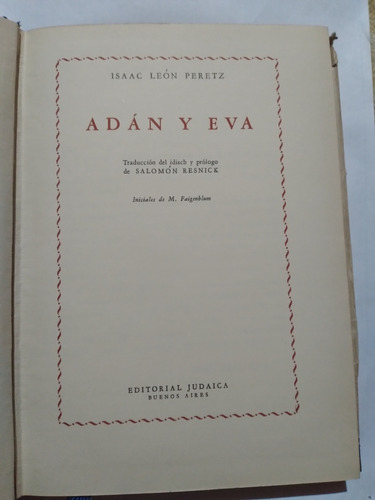 ISAAC LEÓN PERETZ
ADÁN Y EVA
Traducción del ídisch y prólogo
de SALOMÓN RESNICK
Iniciales de M. Faigenblum
EDITORIAL JUDAICA
BUENOS AIRES